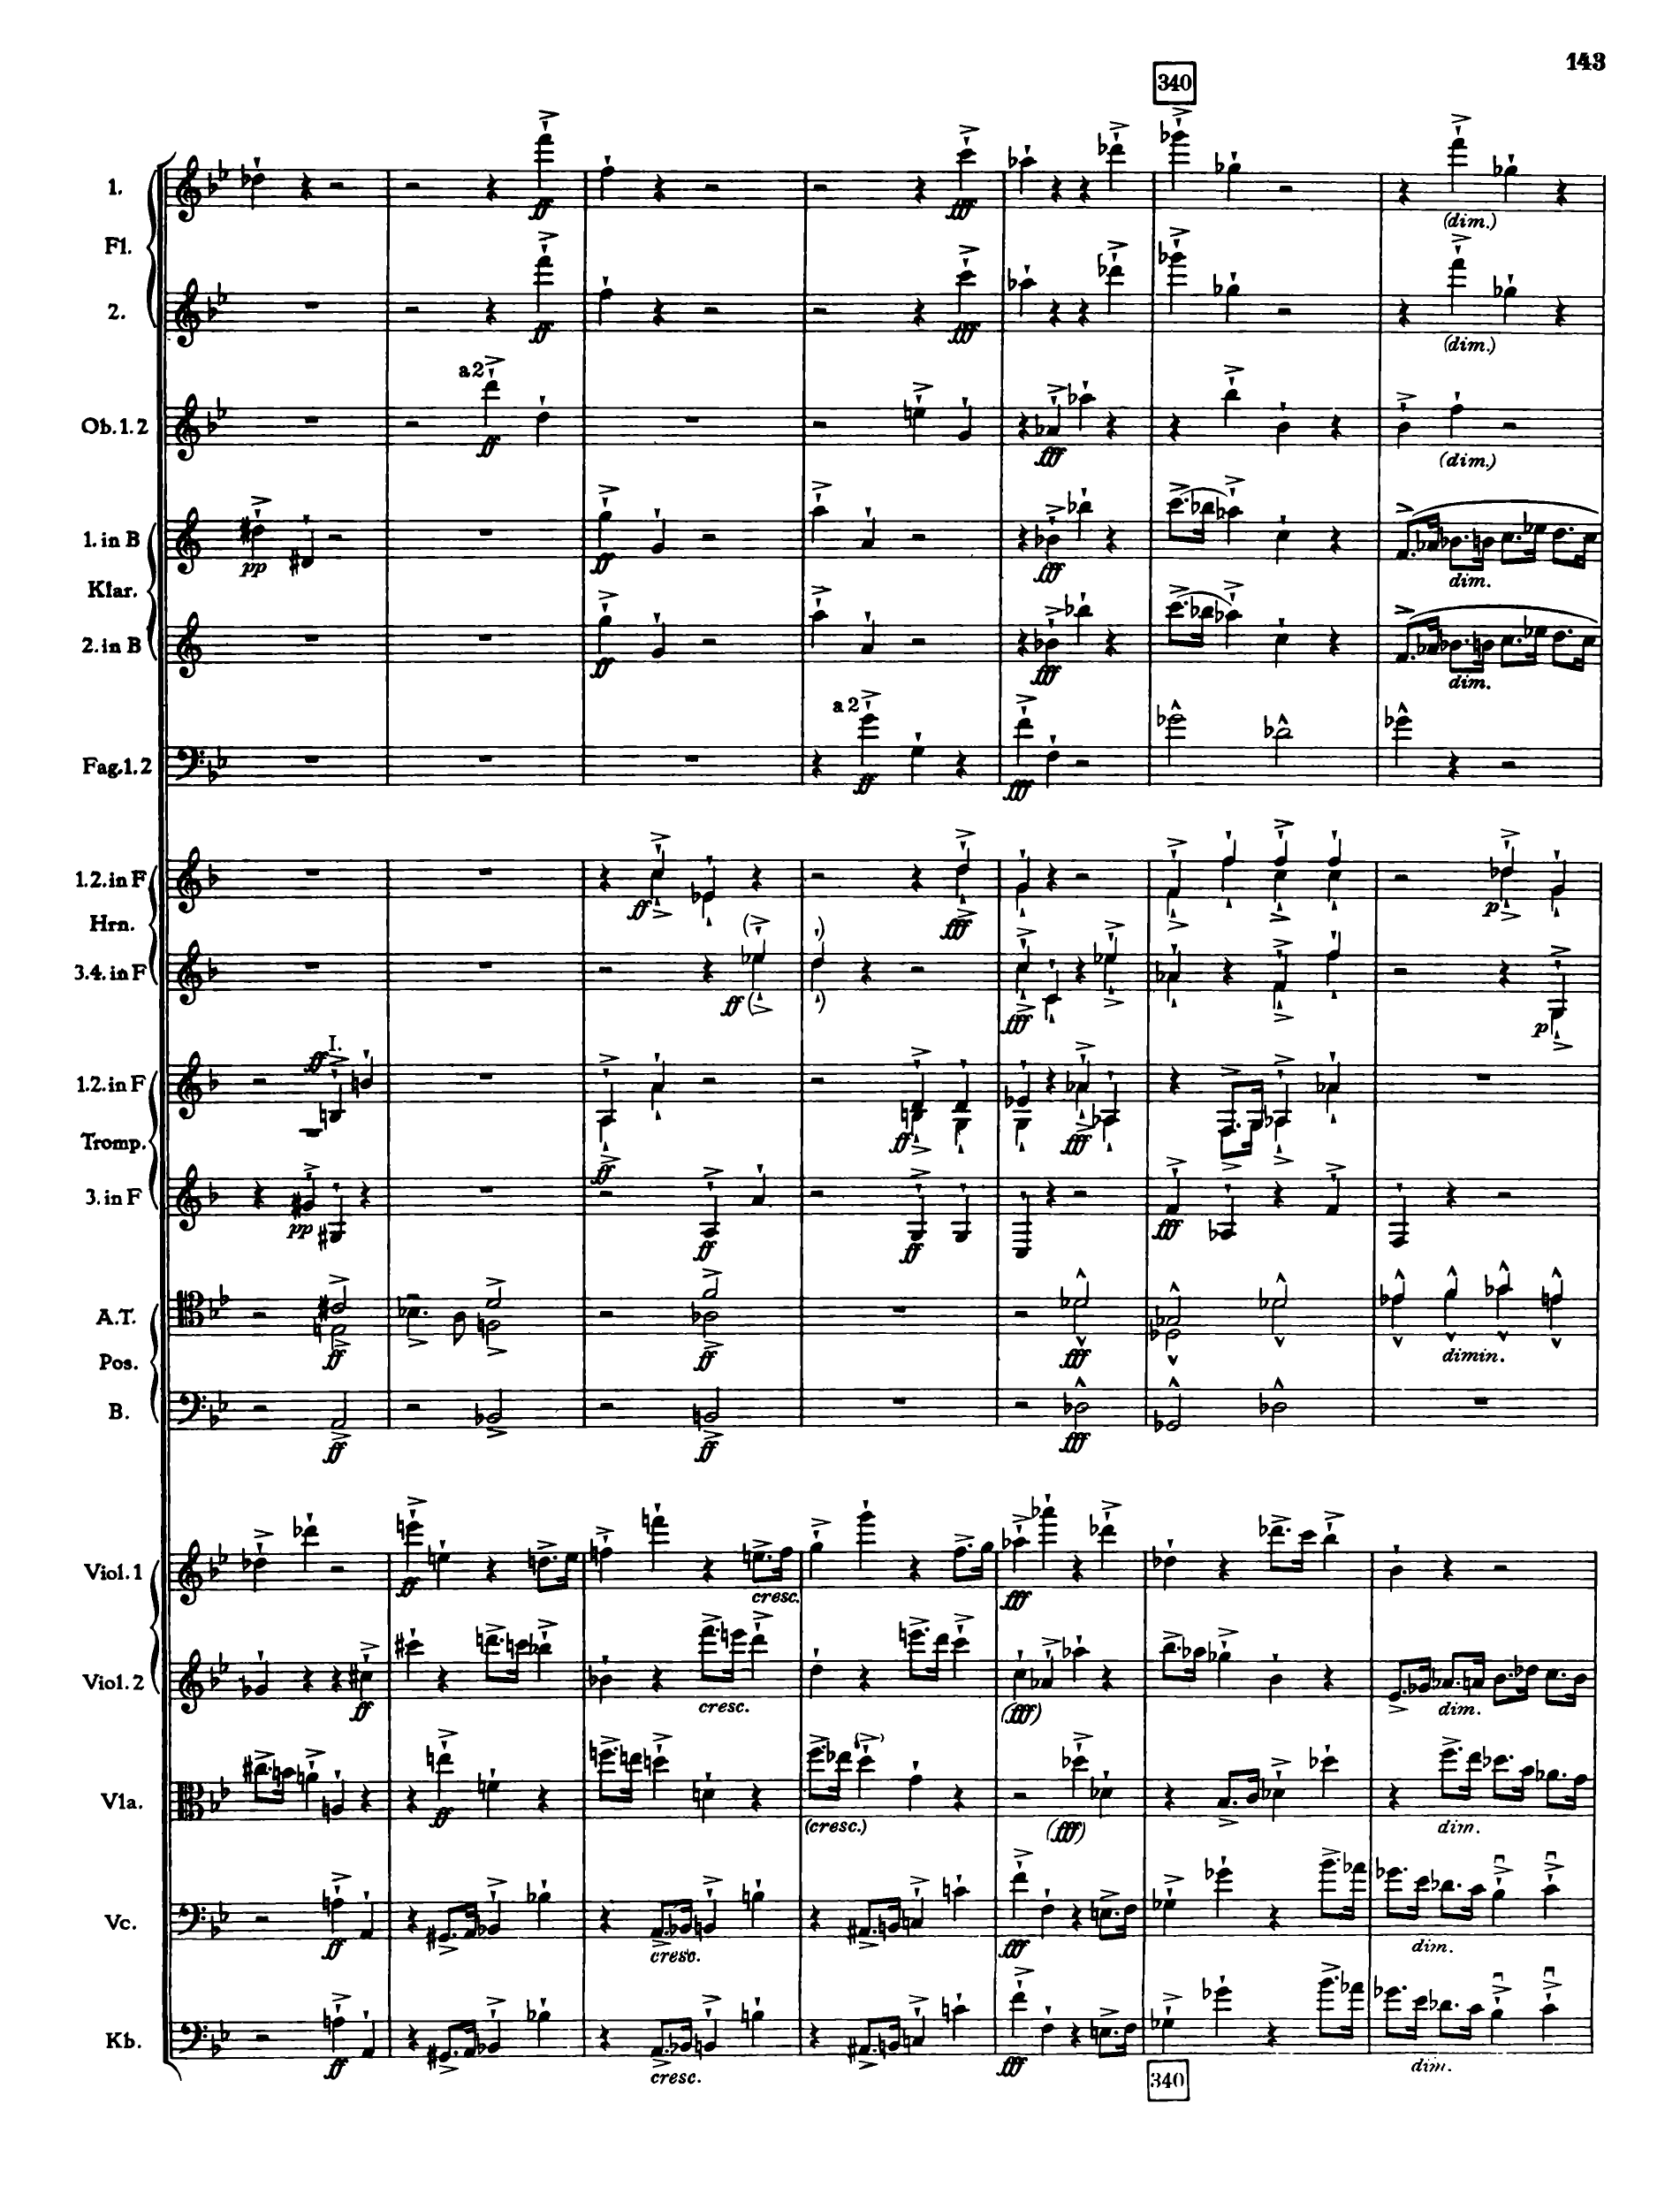 143
340
1.
ff
fff
(dim.)
Fl.
2.
ff
fff
(dim.)
a 2
Ob. 1. 2
ff
fff
(dim.)
1. in B
pp
ff
fff
dim.
Klar.
2. in B
ff
fff
dim.
a 2
Fag. 1. 2
ff
fff
1. 2. in F
ff
fff
p
Hrn.
3. 4. in F
ff
fff
p
I.
ff
1. 2. in F
ff
ff
fff
Tromp.
3. in F
pp
ff
ff
fff
A. T.
ff
ff
fff
dimin.
Pos.
B.
ff
ff
fff
Viol. 1
ff
cresc.
fff
Viol. 2
ff
cresc.
(fff)
dim.
Vla.
ff
(cresc.)
(fff)
dim.
Vc.
ff
cresc.
fff
dim.
Kb.
ff
cresc.
fff
dim.
340